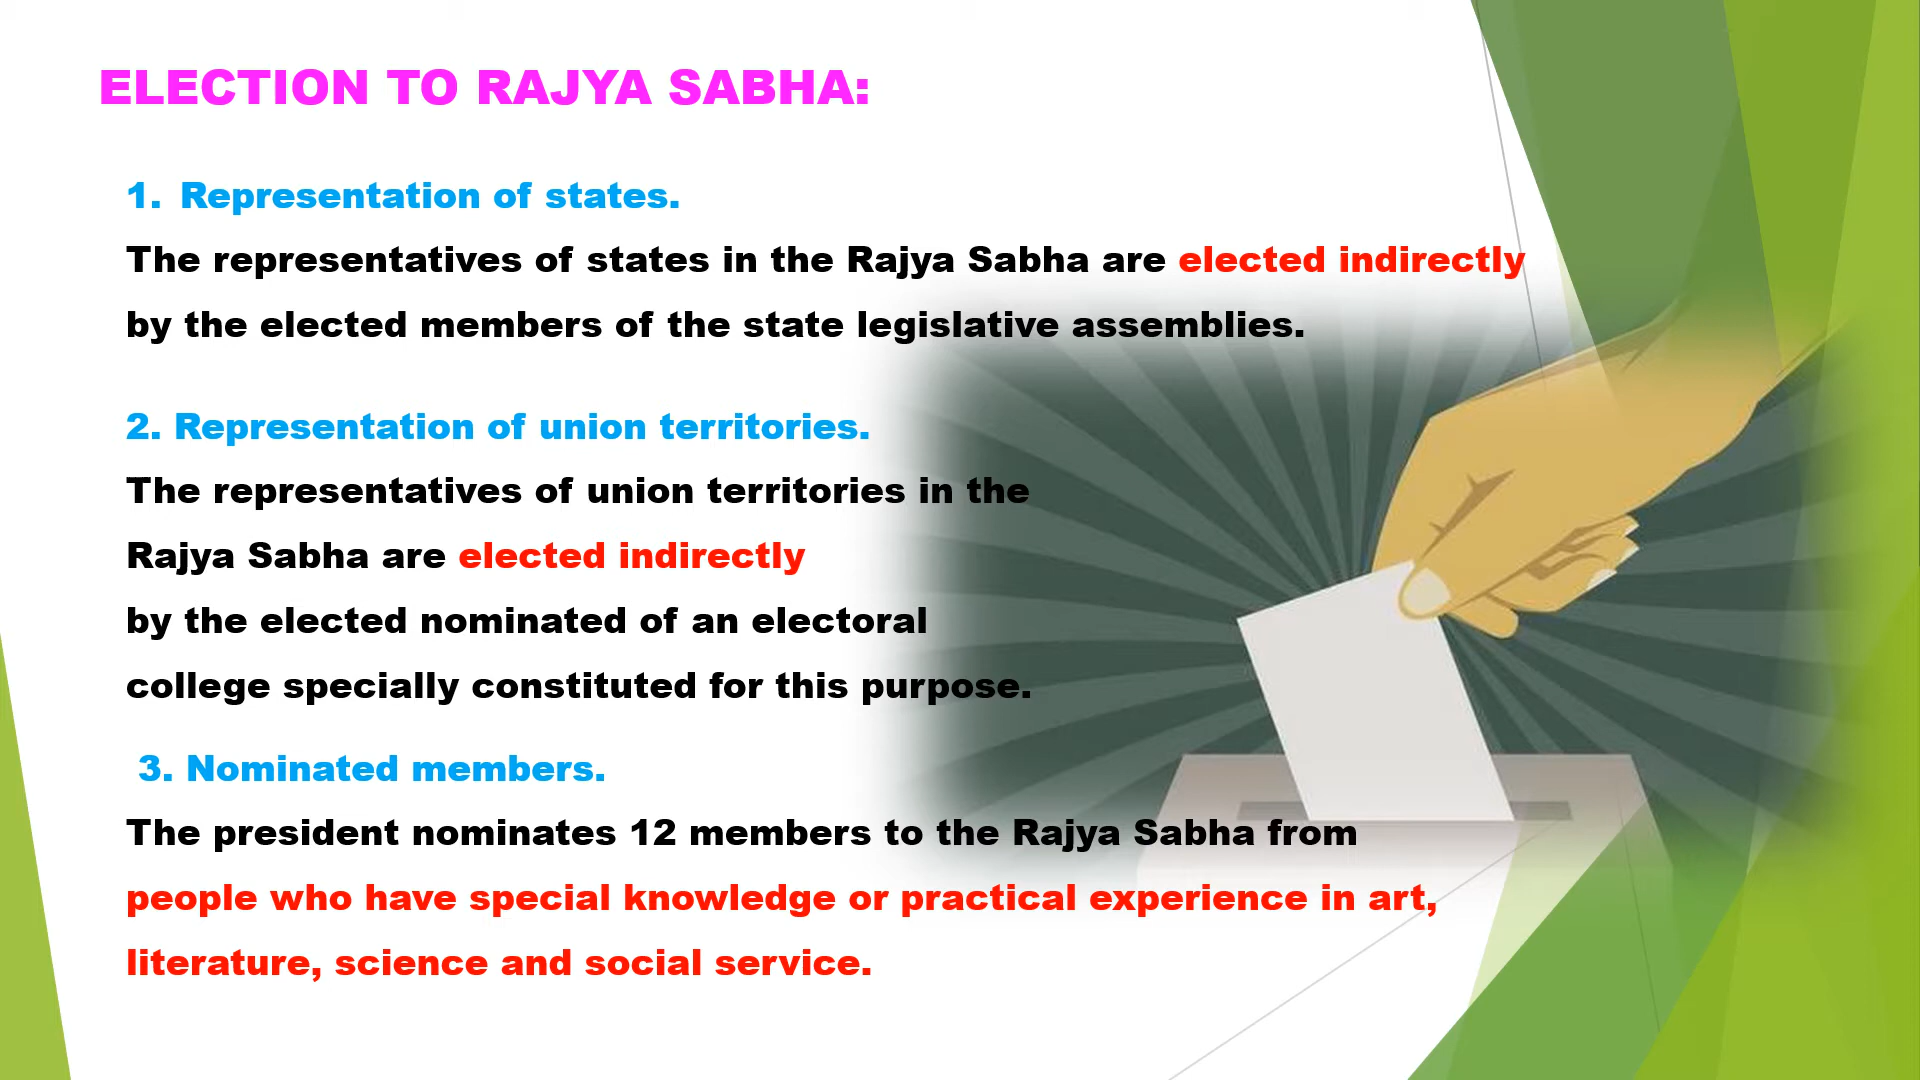 ELECTION TO RAJYA SABHA:
1. Representation of states.
The representatives of states in the Rajya Sabha are elected indirectly
by the elected members of the state legislative assemblies.
2. Representation of union territories.
The representatives of union territories in the
Rajya Sabha are elected indirectly
by the elected nominated of an electoral
college specially constituted for this purpose.
3. Nominated members.
The president nominates 12 members to the Rajya Sabha from
people who have special knowledge or practical experience in art,
literature, science and social service.